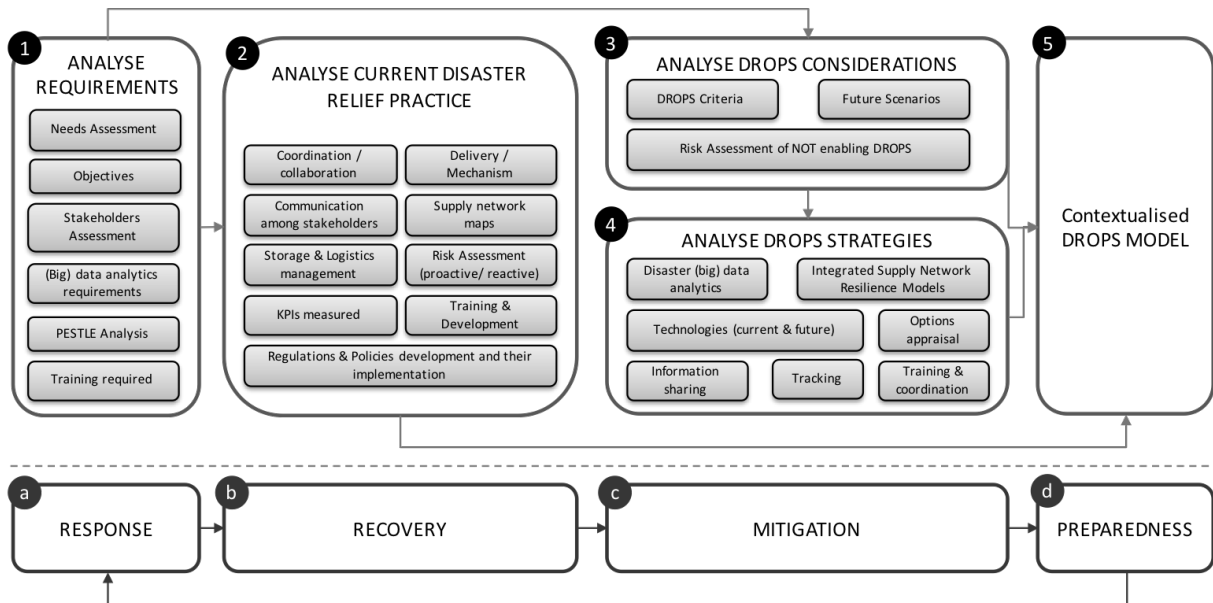 1
ANALYSE
REQUIREMENTS
Needs Assessment
Objectives
Stakeholders
Assessment
(Big) data analytics
requirements
PESTLE Analysis
Training required
2
ANALYSE CURRENT DISASTER
RELIEF PRACTICE
Coordination /
collaboration
Delivery /
Mechanism
Communication
among stakeholders
Supply network
maps
Storage & Logistics
management
Risk Assessment
(proactive/ reactive)
KPIs measured
Training &
Development
Regulations & Policies development and their
implementation
3
ANALYSE DROPS CONSIDERATIONS
DROPS Criteria
Future Scenarios
Risk Assessment of NOT enabling DROPS
4
ANALYSE DROPS STRATEGIES
Disaster (big) data
analytics
Integrated Supply Network
Resilience Models
Technologies (current & future)
Options
appraisal
Information
sharing
Tracking
Training &
coordination
5
Contextualised
DROPS MODEL
a
RESPONSE
b
RECOVERY
c
MITIGATION
d
PREPAREDNESS